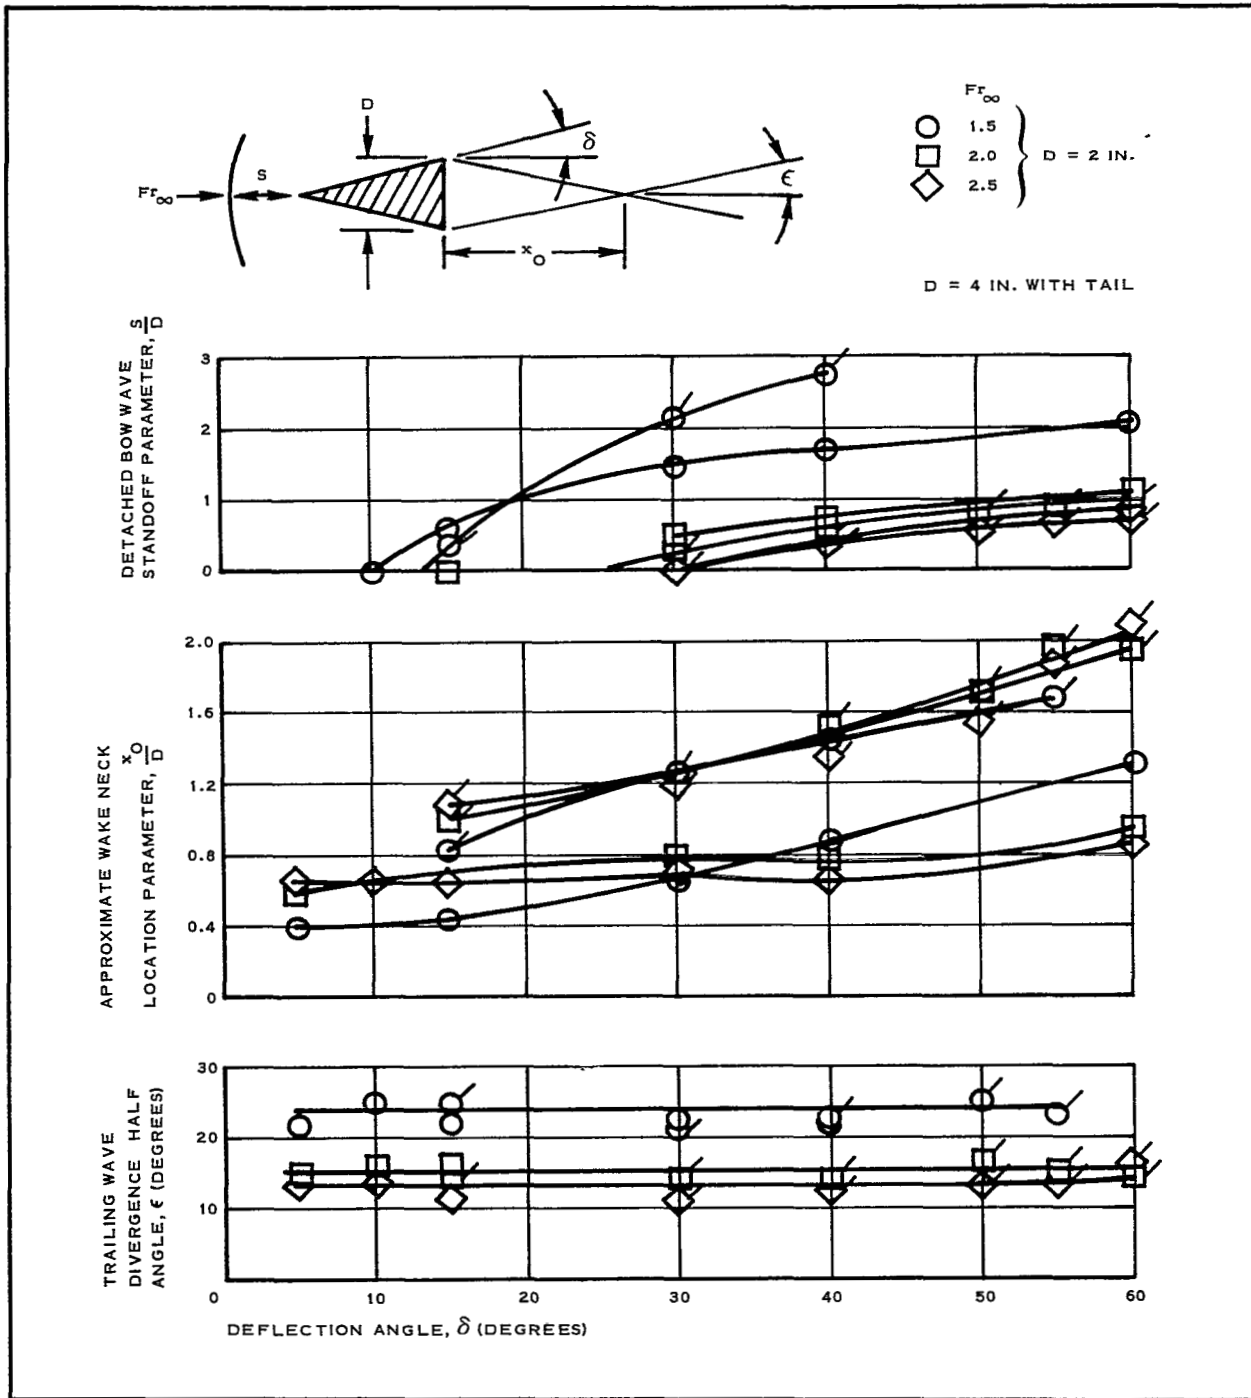 Fr∞
1.5
2.0
2.5
D = 2 IN.
D = 4 IN. WITH TAIL
D
δ
ε
Fr∞
S
x₀
DETACHED BOW WAVE
STANDOFF PARAMETER, S/D
3
2
1
0
APPROXIMATE WAKE NECK
LOCATION PARAMETER, x₀/D
2.0
1.6
1.2
0.8
0.4
0
TRAILING WAVE
DIVERGENCE HALF
ANGLE, ε (DEGREES)
30
20
10
0 10 20 30 40 50 60
DEFLECTION ANGLE, δ (DEGREES)